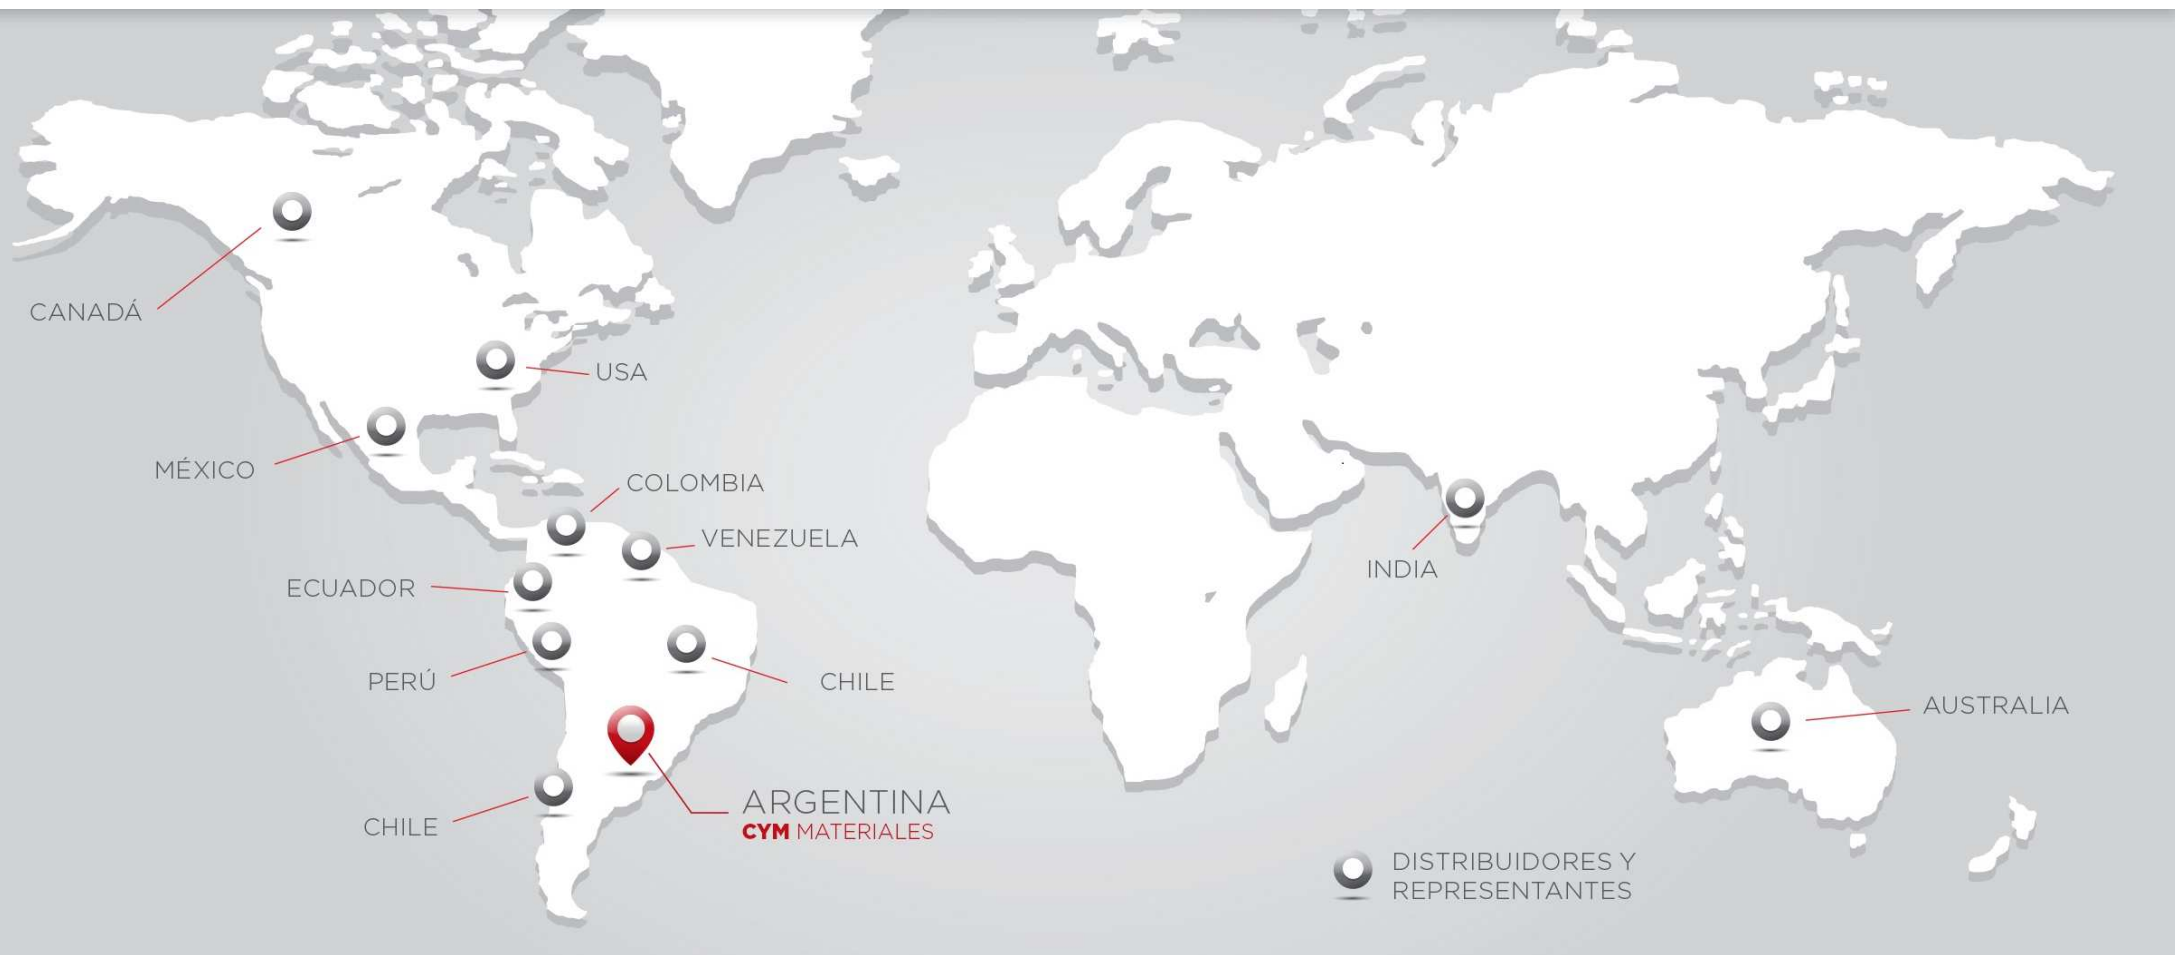 CANADÁ
USA
MÉXICO
COLOMBIA
VENEZUELA
ECUADOR
INDIA
PERÚ
CHILE
AUSTRALIA
ARGENTINA
CYM MATERIALES
CHILE
DISTRIBUIDORES Y
REPRESENTANTES